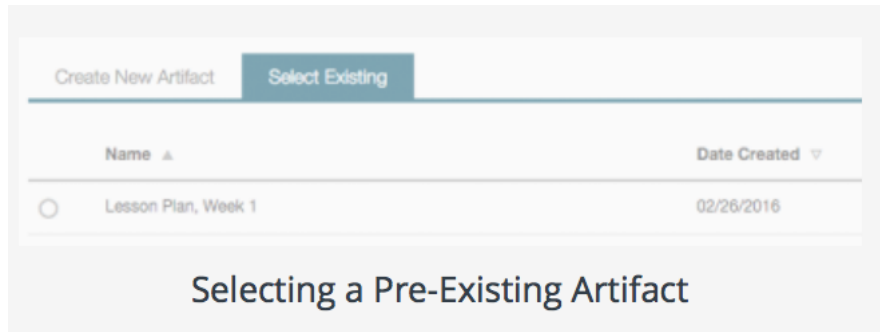 Create New Artifact Select Existing
Name Date Created
Lesson Plan, Week 1 02/26/2016
Selecting a Pre-Existing Artifact